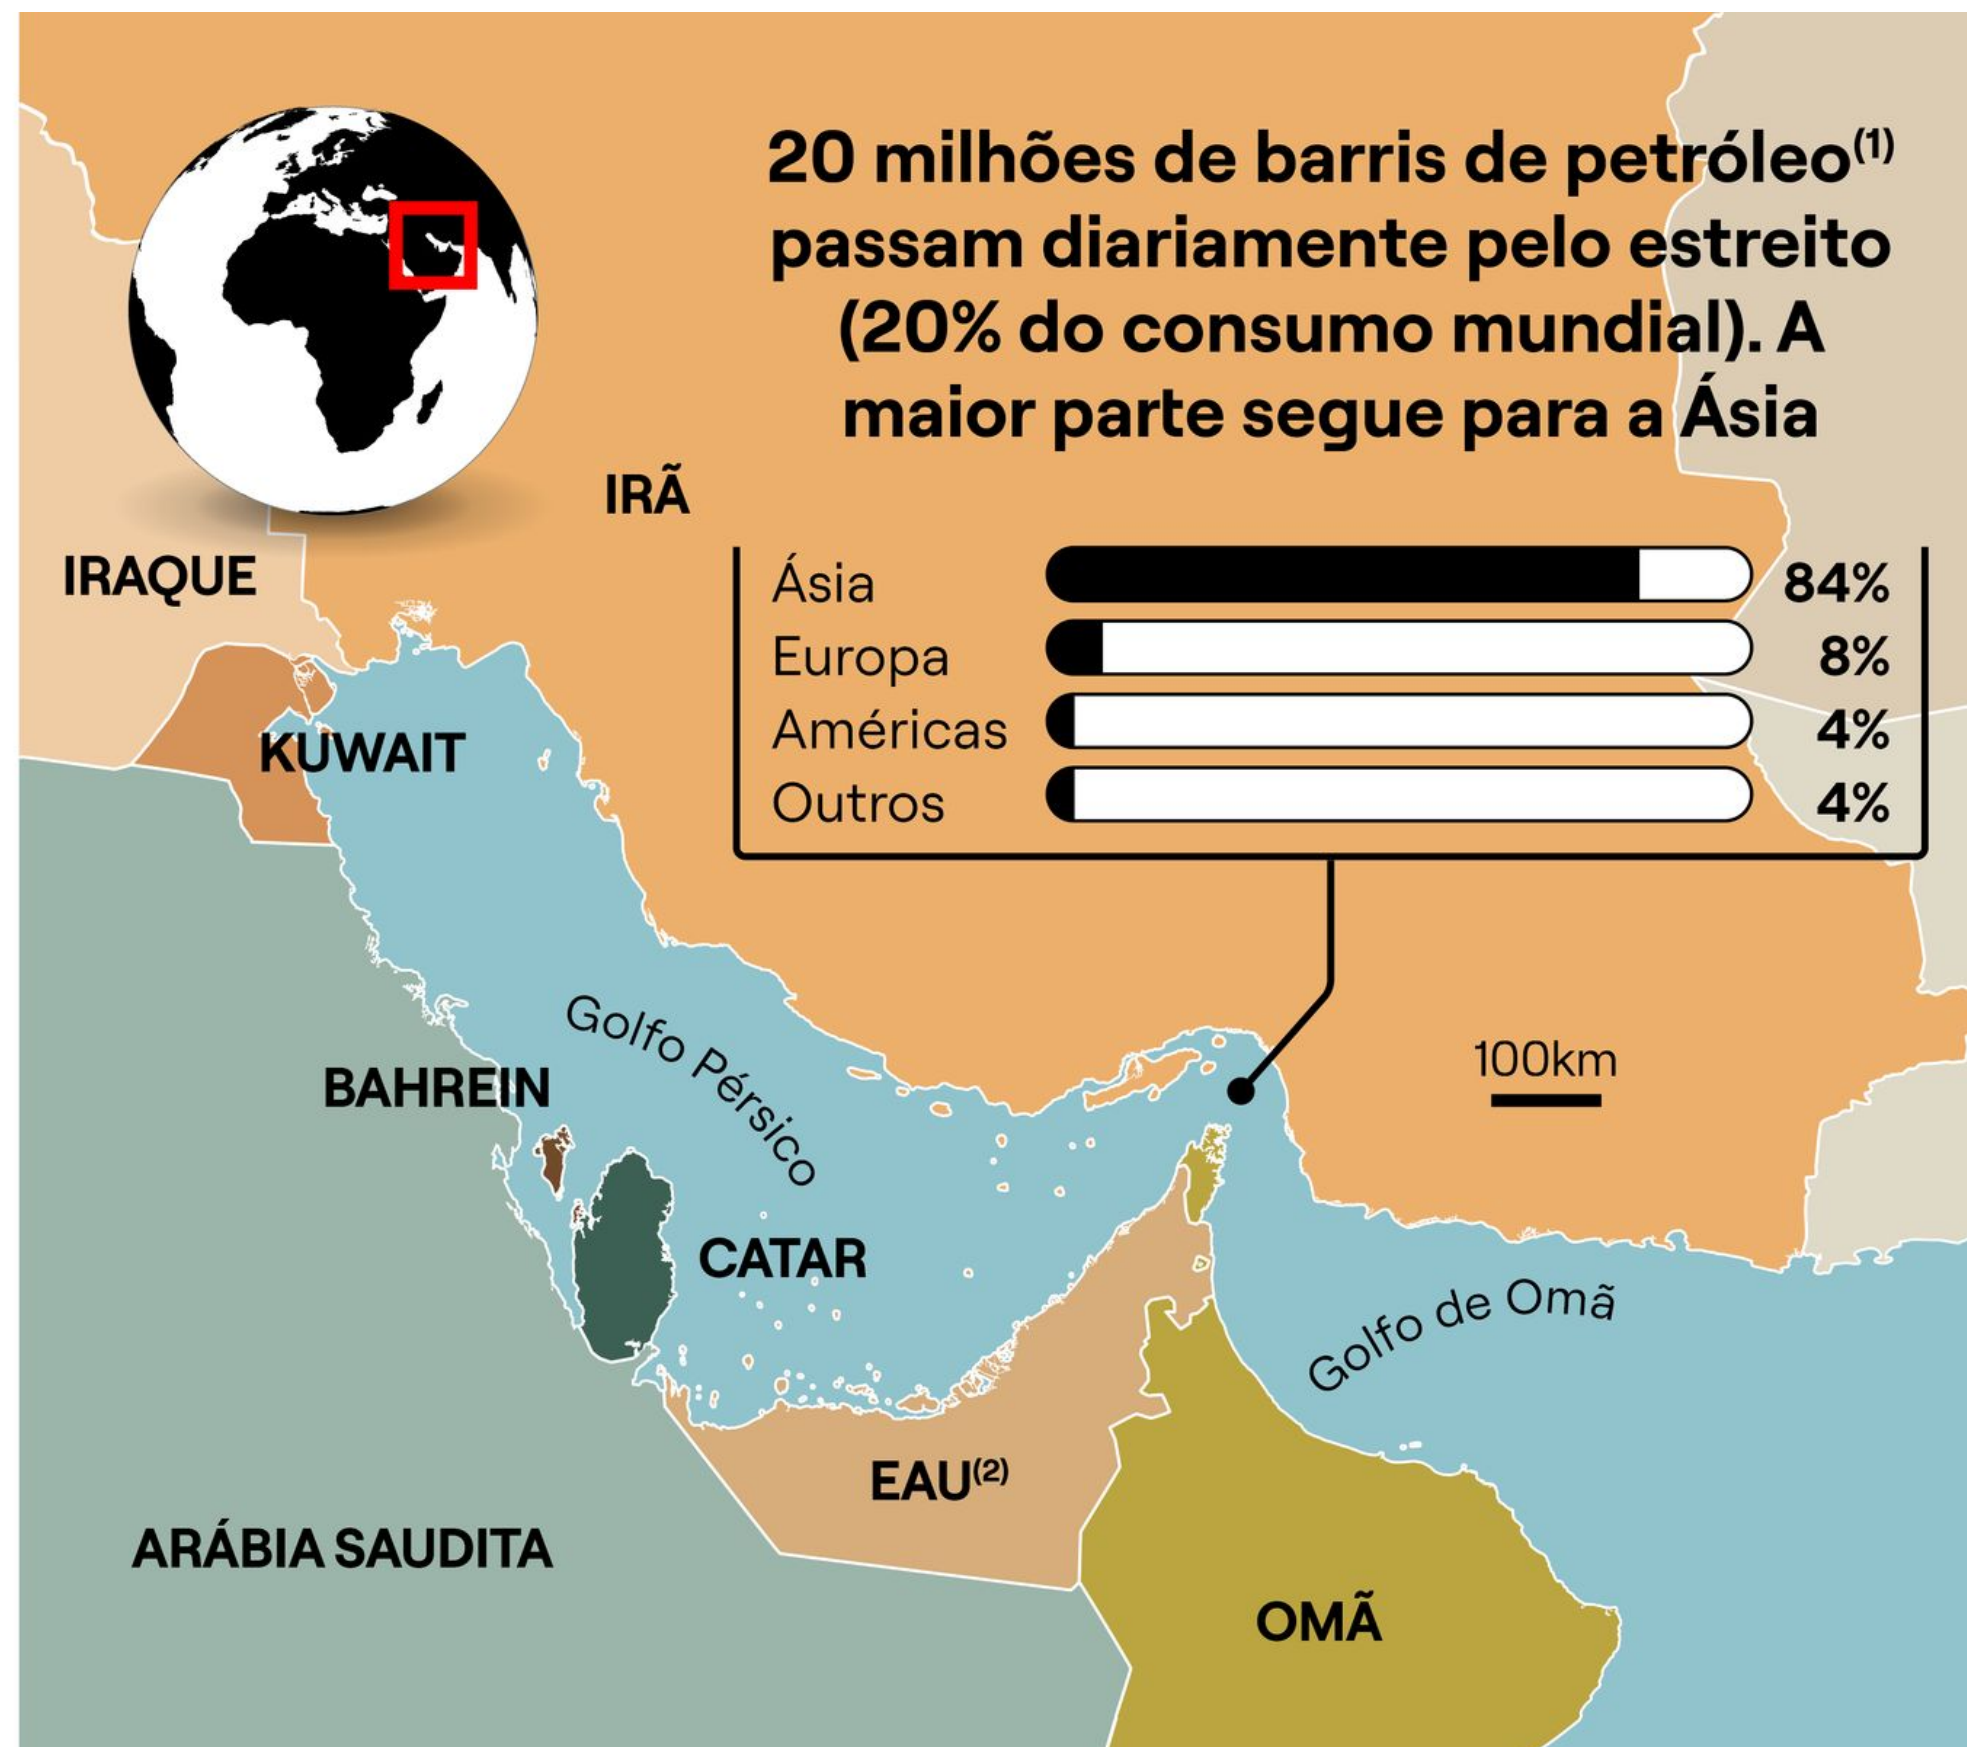 20 milhões de barris de petróleo(1)
passam diariamente pelo estreito
(20% do consumo mundial). A
maior parte segue para a Ásia
IRÃ
IRAQUE
Ásia 84%
Europa 8%
Américas 4%
Outros 4%
KUWAIT
Golfo Pérsico
100km
BAHREIN
CATAR
Golfo de Omã
EAU(2)
ARÁBIA SAUDITA
OMÃ